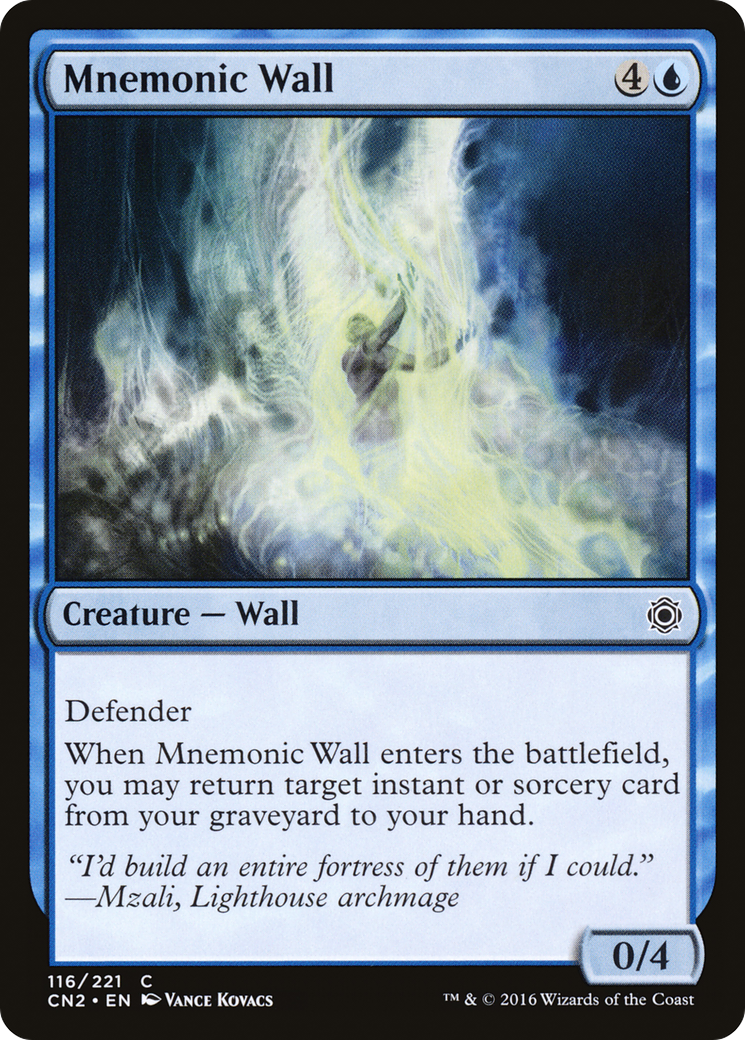 Mnemonic Wall 4
Creature — Wall
Defender
When Mnemonic Wall enters the battlefield,
you may return target instant or sorcery card
from your graveyard to your hand.
“I’d build an entire fortress of them if I could.”
—Mzali, Lighthouse archmage
0/4
116/221 C
CN2 • EN Vance Kovacs ™ & © 2016 Wizards of the Coast